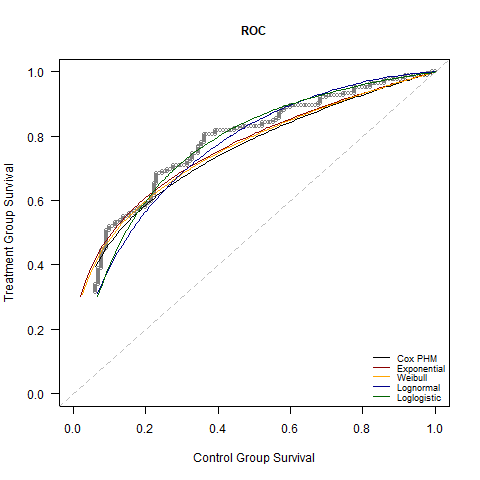 ROC
Treatment Group Survival
1.0
0.8
0.6
0.4
0.2
0.0
Cox PHM
Exponential
Weibull
Lognormal
Loglogistic
0.0 0.2 0.4 0.6 0.8 1.0
Control Group Survival